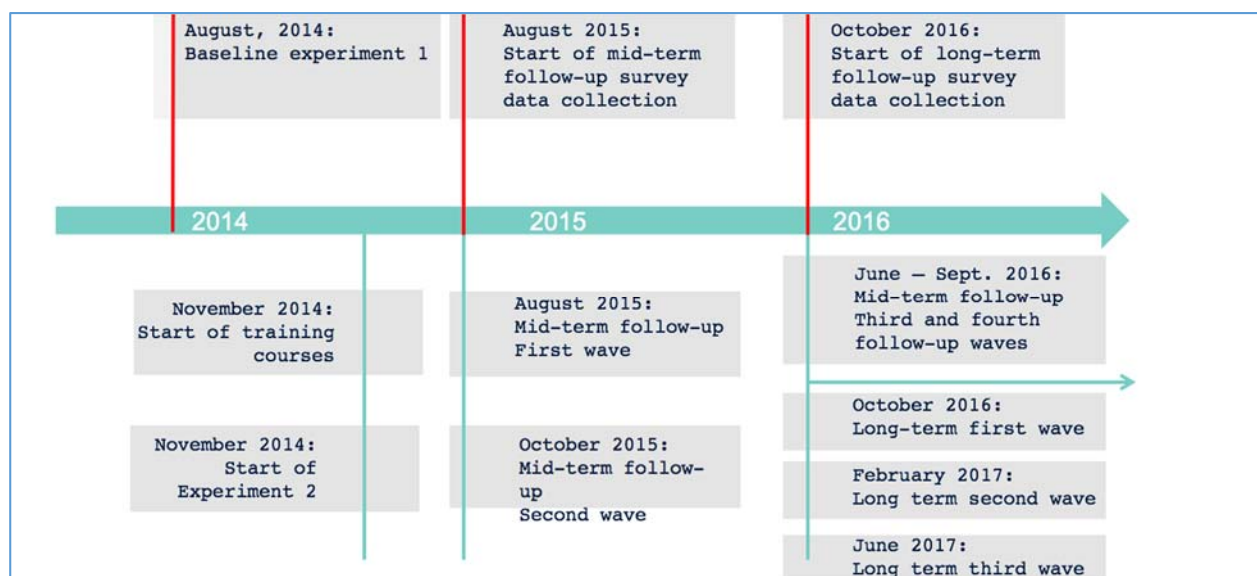 August, 2014:
Baseline experiment 1
August 2015:
Start of mid-term
follow-up survey
data collection
October 2016:
Start of long-term
follow-up survey
data collection
2014
2015
2016
November 2014:
Start of training
courses
August 2015:
Mid-term follow-up
First wave
June – Sept. 2016:
Mid-term follow-up
Third and fourth
follow-up waves
November 2014:
Start of
Experiment 2
October 2015:
Mid-term follow-
up
Second wave
October 2016:
Long-term first wave
February 2017:
Long term second wave
June 2017:
Long term third wave